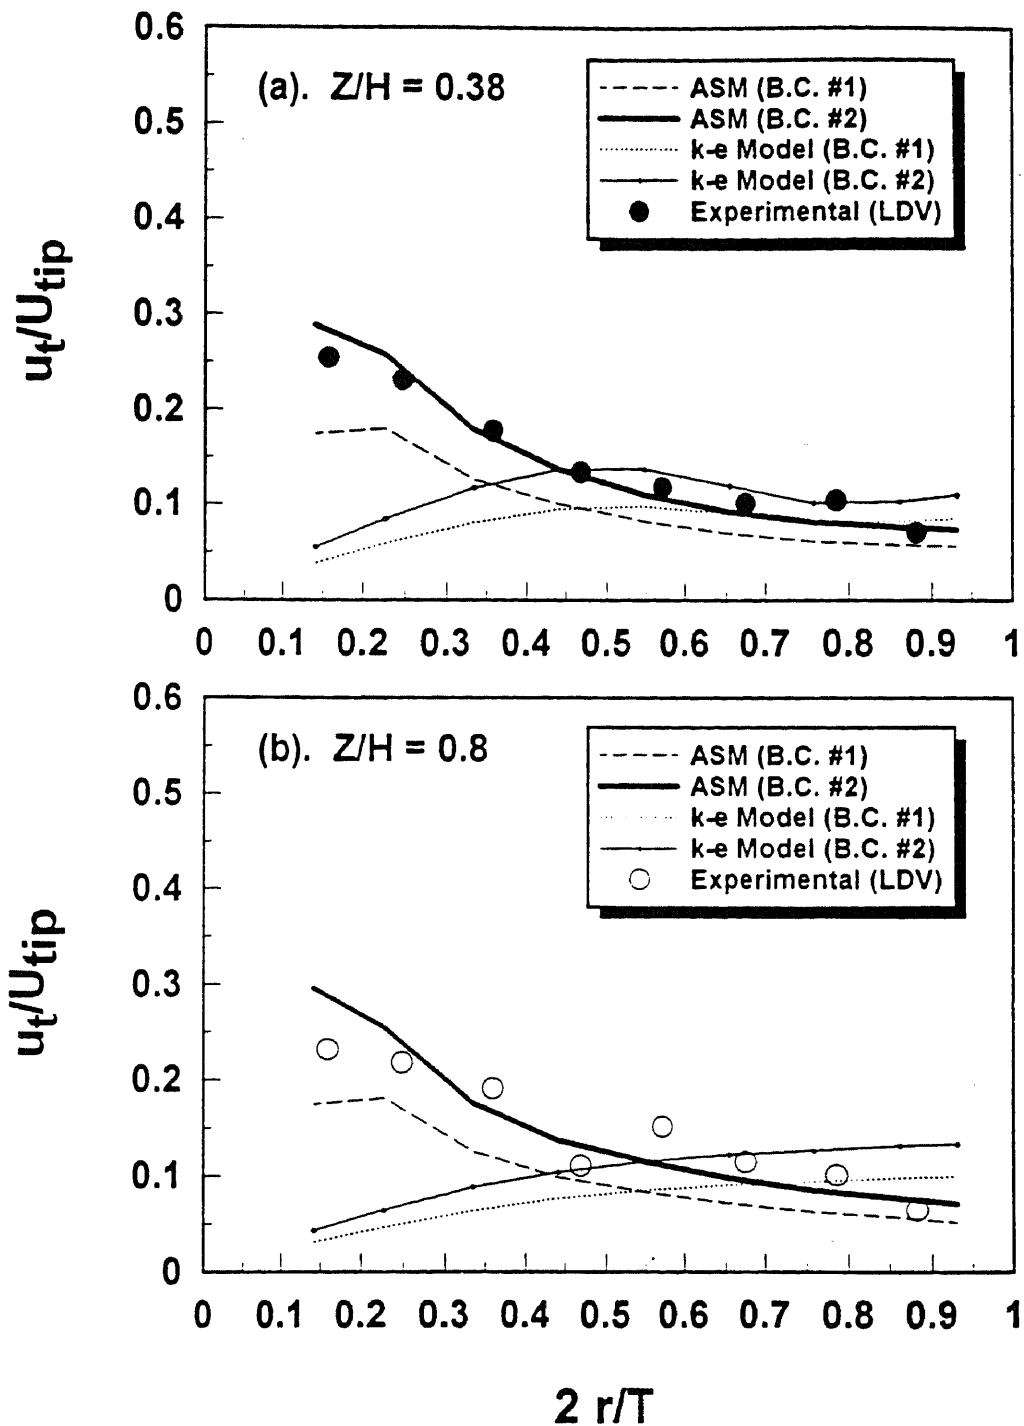 0.6
0.5
0.4
0.3
0.2
0.1
0
ut/Utip
(a). Z/H = 0.38
ASM (B.C. #1)
ASM (B.C. #2)
k-e Model (B.C. #1)
k-e Model (B.C. #2)
Experimental (LDV)
0 0.1 0.2 0.3 0.4 0.5 0.6 0.7 0.8 0.9 1
0.6
0.5
0.4
0.3
0.2
0.1
0
ut/Utip
(b). Z/H = 0.8
ASM (B.C. #1)
ASM (B.C. #2)
k-e Model (B.C. #1)
k-e Model (B.C. #2)
Experimental (LDV)
0 0.1 0.2 0.3 0.4 0.5 0.6 0.7 0.8 0.9 1
2 r/T